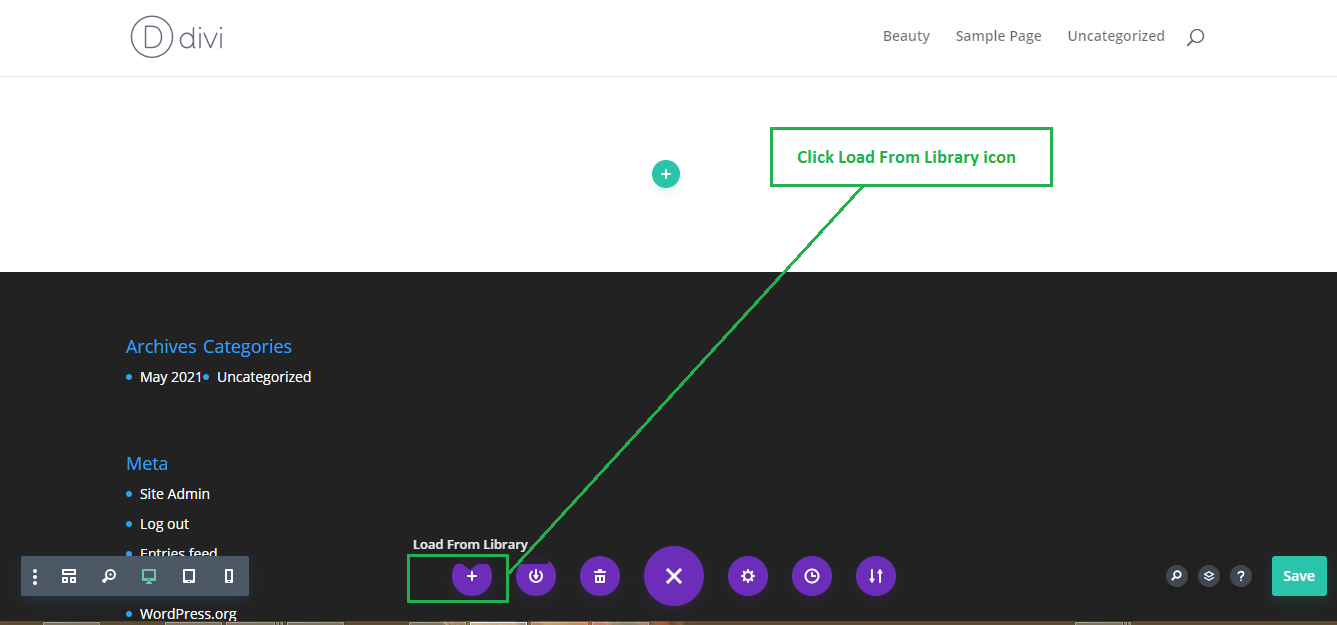 D divi
Beauty Sample Page Uncategorized
Click Load From Library icon
Archives Categories
May 2021 Uncategorized
Meta
Site Admin
Log out
Entries feed
Load From Library
? Save
WordPress.org